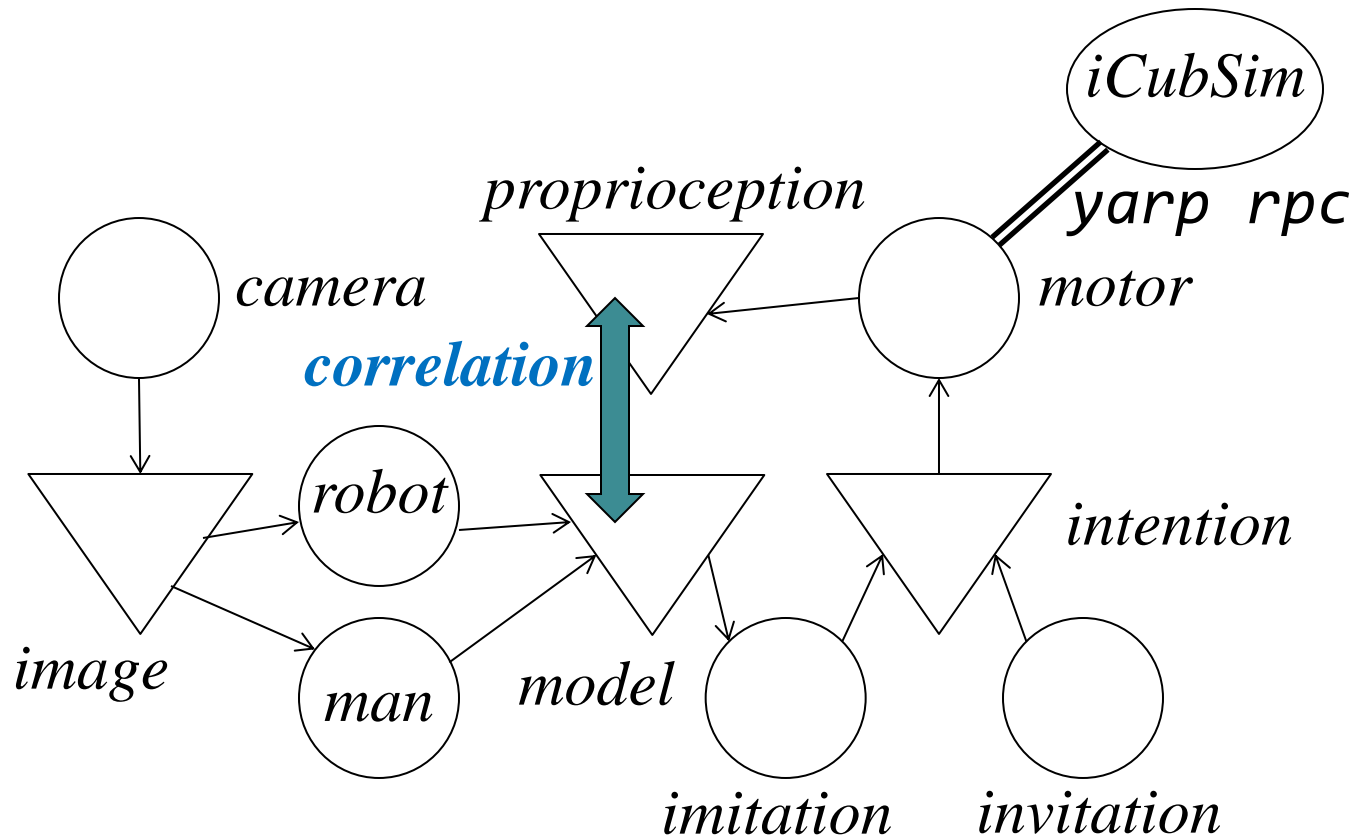 iCubSim
proprioception
yarp rpc
camera
motor
correlation
robot
intention
image
model
man
imitation
invitation